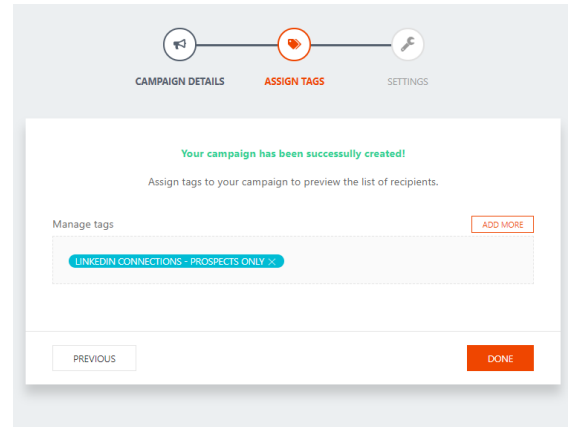 CAMPAIGN DETAILS ASSIGN TAGS SETTINGS
Your campaign has been successully created!
Assign tags to your campaign to preview the list of recipients.
Manage tags ADD MORE
LINKEDIN CONNECTIONS - PROSPECTS ONLY ×
PREVIOUS DONE